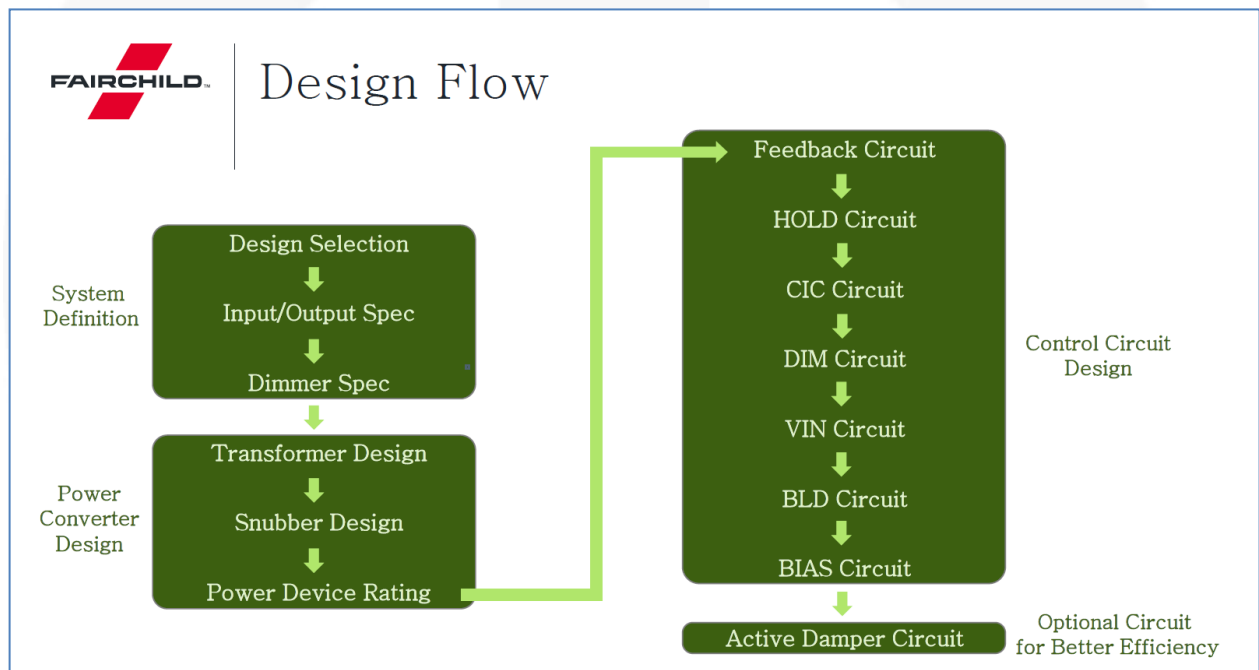 FAIRCHILD™
Design Flow
System
Definition
Design Selection
Input/Output Spec
Dimmer Spec
Power
Converter
Design
Transformer Design
Snubber Design
Power Device Rating
Feedback Circuit
HOLD Circuit
CIC Circuit
DIM Circuit
VIN Circuit
BLD Circuit
BIAS Circuit
Control Circuit
Design
Active Damper Circuit
Optional Circuit
for Better Efficiency